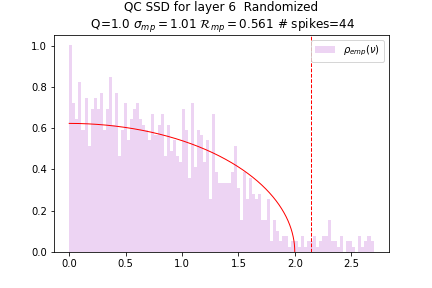 QC SSD for layer 6 Randomized
Q=1.0 σ_mp = 1.01 ℛ_mp = 0.561 # spikes=44
ρ_emp(ν)
1.0
0.8
0.6
0.4
0.2
0.0
0.0 0.5 1.0 1.5 2.0 2.5